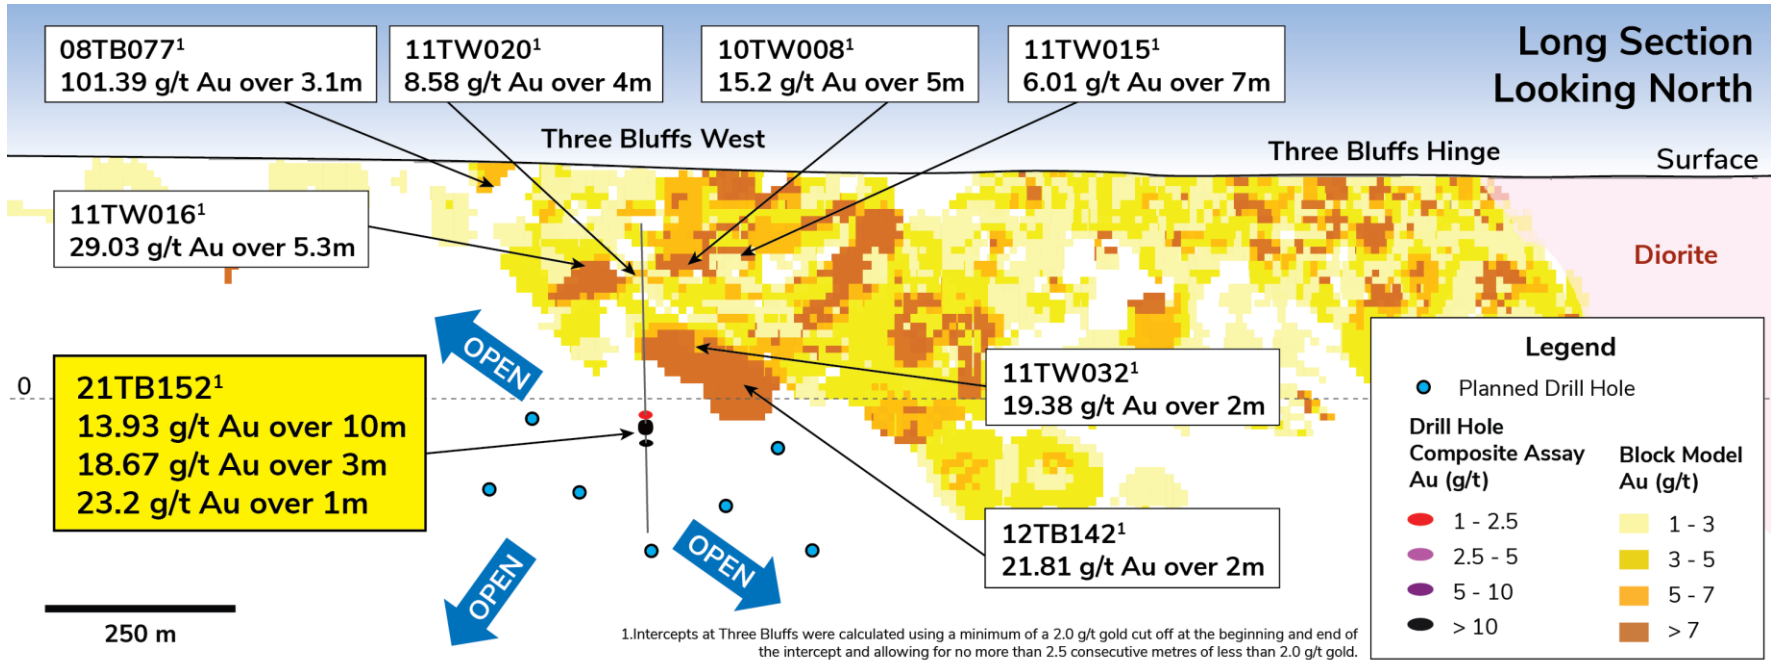 08TB077¹
101.39 g/t Au over 3.1m
11TW020¹
8.58 g/t Au over 4m
10TW008¹
15.2 g/t Au over 5m
11TW015¹
6.01 g/t Au over 7m
Long Section
Looking North
Three Bluffs West
Three Bluffs Hinge
Surface
11TW016¹
29.03 g/t Au over 5.3m
Diorite
OPEN
0
21TB152¹
13.93 g/t Au over 10m
18.67 g/t Au over 3m
23.2 g/t Au over 1m
11TW032¹
19.38 g/t Au over 2m
12TB142¹
21.81 g/t Au over 2m
OPEN
OPEN
250 m
Legend
Planned Drill Hole
Drill Hole
Composite Assay
Au (g/t)
1 - 2.5
2.5 - 5
5 - 10
> 10
Block Model
Au (g/t)
1 - 3
3 - 5
5 - 7
> 7
1.Intercepts at Three Bluffs were calculated using a minimum of a 2.0 g/t gold cut off at the beginning and end of
the intercept and allowing for no more than 2.5 consecutive metres of less than 2.0 g/t gold.